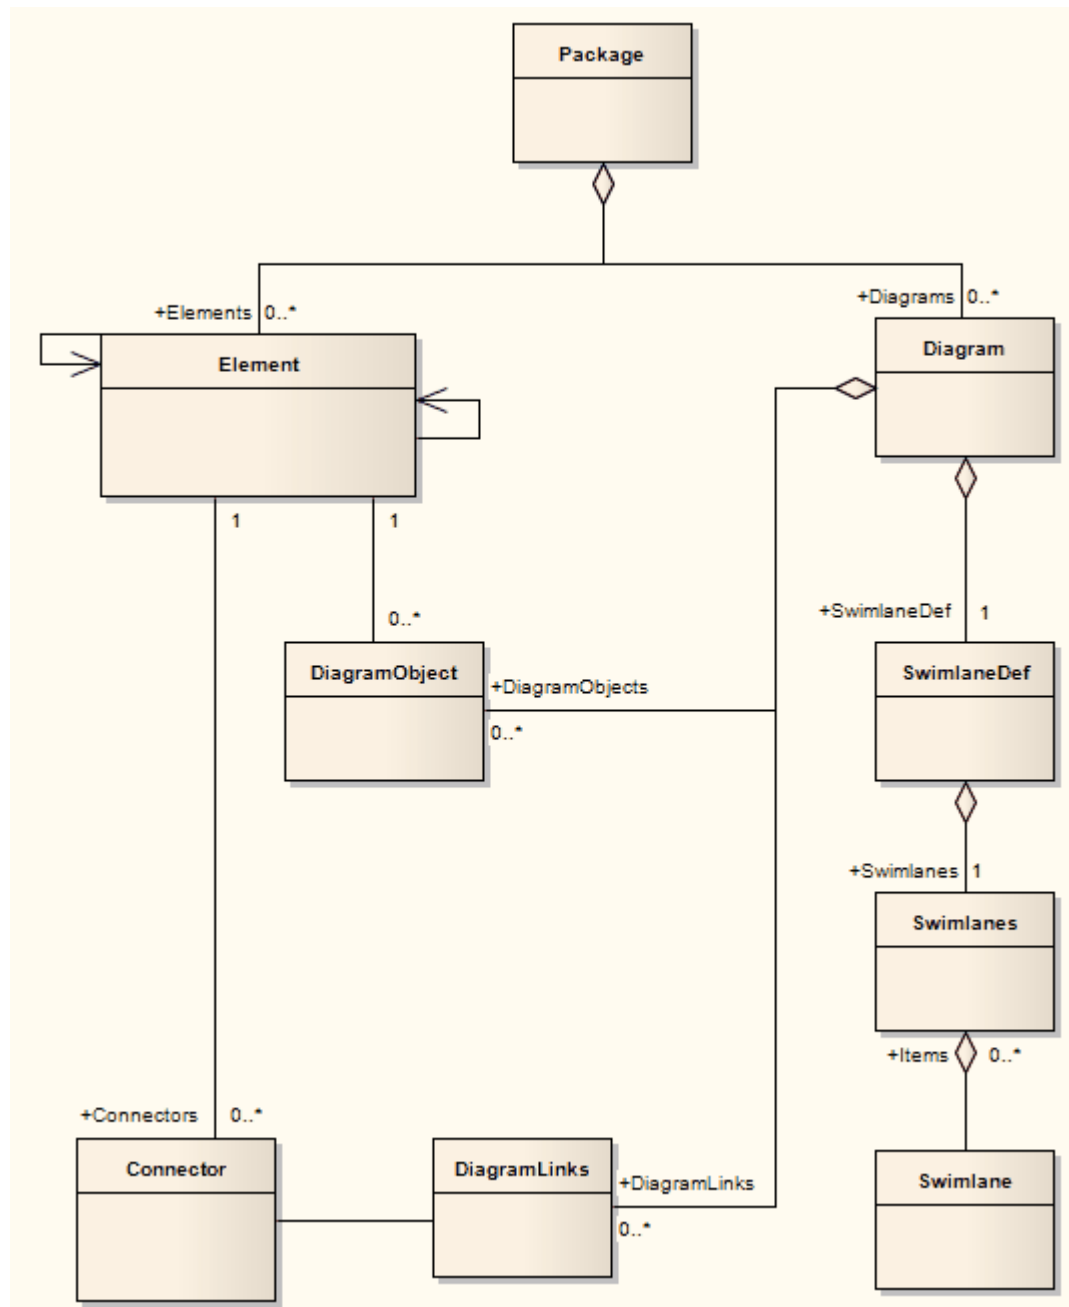 Package
+Elements 0..*
+Diagrams 0..*
Element
Diagram
1
1
+SwimlaneDef 1
0..*
DiagramObject
SwimlaneDef
+DiagramObjects
0..*
+Swimlanes 1
Swimlanes
+Items 0..*
+Connectors 0..*
Connector
DiagramLinks
Swimlane
+DiagramLinks
0..*